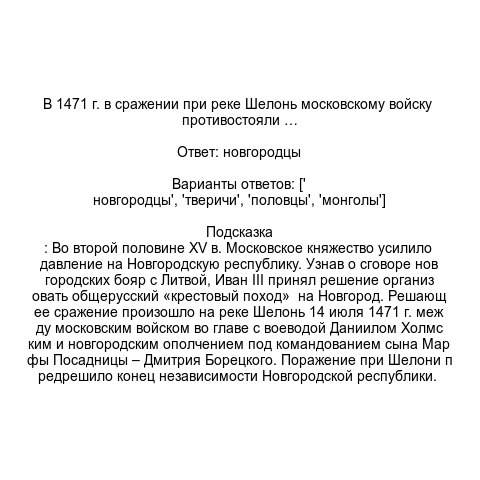 В 1471 г. в сражении при реке Шелонь московскому войску
противостояли …
Ответ: новгородцы
Варианты ответов: ['
новгородцы', 'тверичи', 'половцы', 'монголы']
Подсказка
: Во второй половине XV в. Московское княжество усилило
давление на Новгородскую республику. Узнав о сговоре нов
городских бояр с Литвой, Иван III принял решение организ
овать общерусский «крестовый поход»  на Новгород. Решающ
ее сражение произошло на реке Шелонь 14 июля 1471 г. меж
ду московским войском во главе с воеводой Даниилом Холмс
ким и новгородским ополчением под командованием сына Мар
фы Посадницы – Дмитрия Борецкого. Поражение при Шелони п
редрешило конец независимости Новгородской республики.